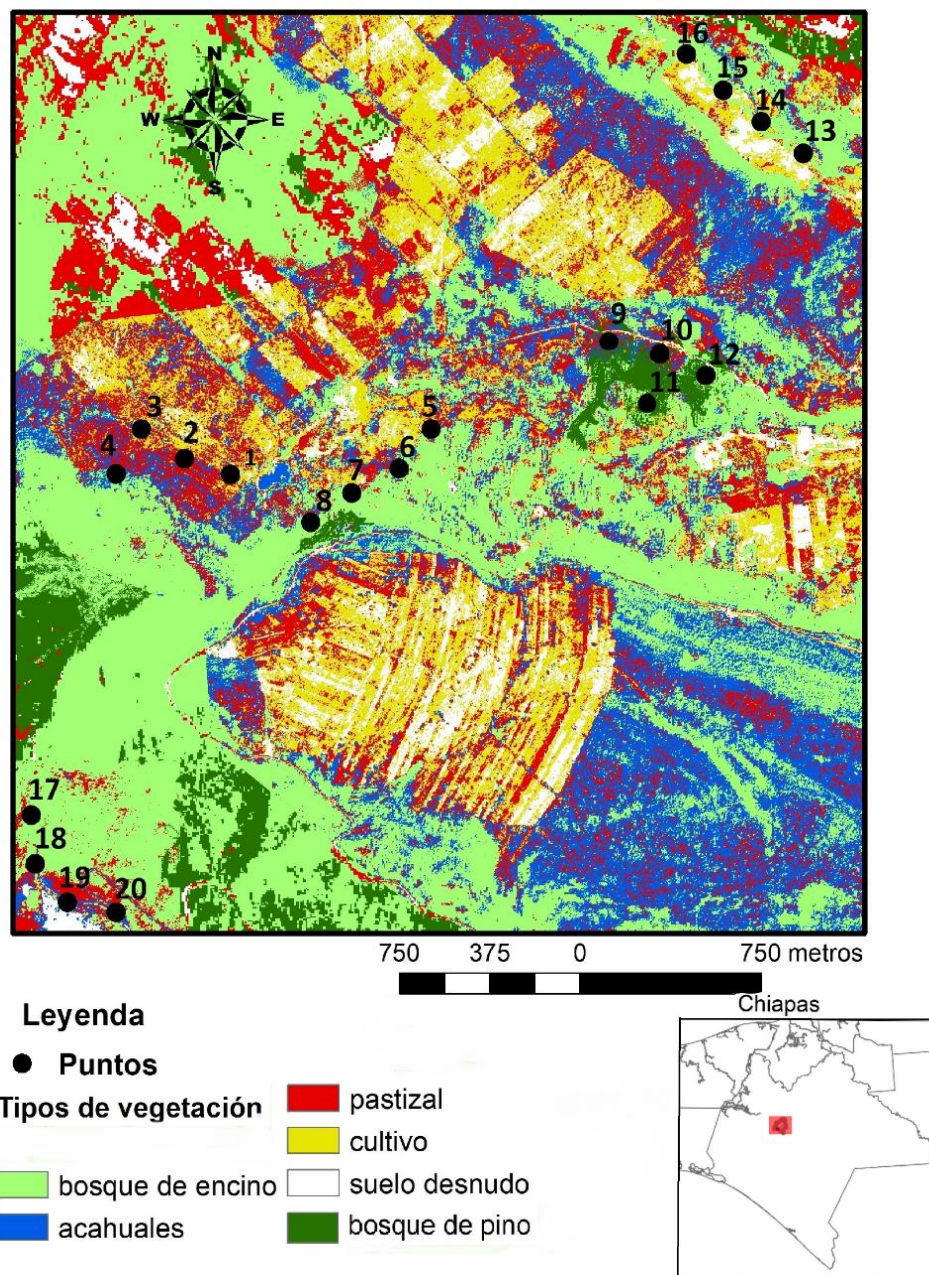 N
W E
S
16
15
14
13
9
10
12
11
3
5
2
4
1
6
7
8
17
18
19
20
750 375 0 750 metros
Chiapas
Leyenda
Puntos
Tipos de vegetación
pastizal
cultivo
bosque de encino
suelo desnudo
acahuales
bosque de pino